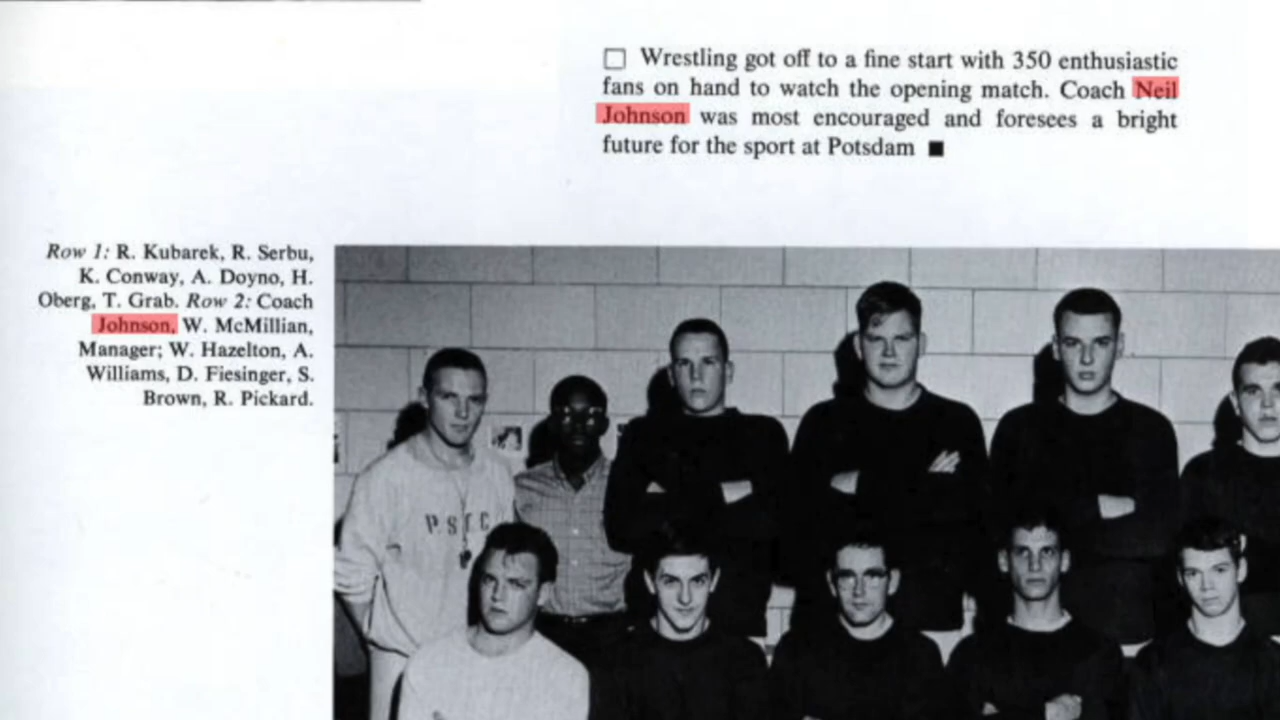 ☐ Wrestling got off to a fine start with 350 enthusiastic
fans on hand to watch the opening match. Coach Neil
Johnson was most encouraged and foresees a bright
future for the sport at Potsdam ■
Row 1: R. Kubarek, R. Serbu,
K. Conway, A. Doyno, H.
Oberg, T. Grab. Row 2: Coach
Johnson, W. McMillian,
Manager; W. Hazelton, A.
Williams, D. Fiesinger, S.
Brown, R. Pickard.
PSTC